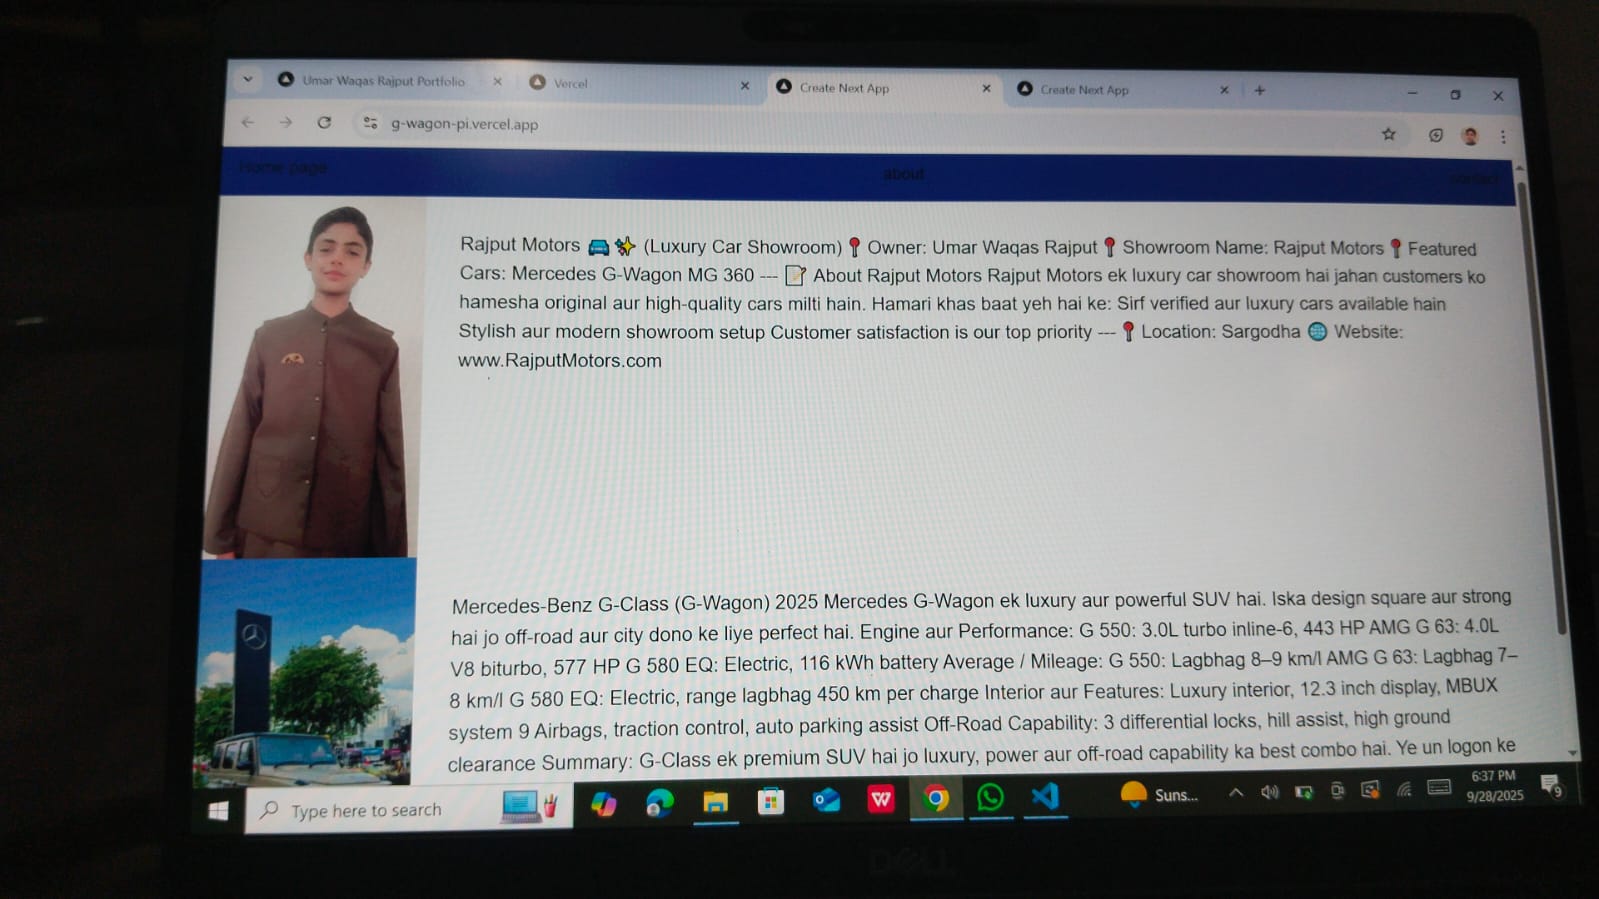 Umar Waqas Rajput Portfolio
Vercel
Create Next App
Create Next App
g-wagon-pi.vercel.app
Home page
about
contact
Rajput Motors 🚘✨ (Luxury Car Showroom)📍Owner: Umar Waqas Rajput📍Showroom Name: Rajput Motors📍Featured
Cars: Mercedes G-Wagon MG 360 --- 📝 About Rajput Motors Rajput Motors ek luxury car showroom hai jahan customers ko
hamesha original aur high-quality cars milti hain. Hamari khas baat yeh hai ke: Sirf verified aur luxury cars available hain
Stylish aur modern showroom setup Customer satisfaction is our top priority ---📍Location: Sargodha 🌐 Website:
www.RajputMotors.com
Mercedes-Benz G-Class (G-Wagon) 2025 Mercedes G-Wagon ek luxury aur powerful SUV hai. Iska design square aur strong
hai jo off-road aur city dono ke liye perfect hai. Engine aur Performance: G 550: 3.0L turbo inline-6, 443 HP AMG G 63: 4.0L
V8 biturbo, 577 HP G 580 EQ: Electric, 116 kWh battery Average / Mileage: G 550: Lagbhag 8–9 km/l AMG G 63: Lagbhag 7–
8 km/l G 580 EQ: Electric, range lagbhag 450 km per charge Interior aur Features: Luxury interior, 12.3 inch display, MBUX
system 9 Airbags, traction control, auto parking assist Off-Road Capability: 3 differential locks, hill assist, high ground
clearance Summary: G-Class ek premium SUV hai jo luxury, power aur off-road capability ka best combo hai. Ye un logon ke
Type here to search
Suns...
6:37 PM
9/28/2025
9
DELL